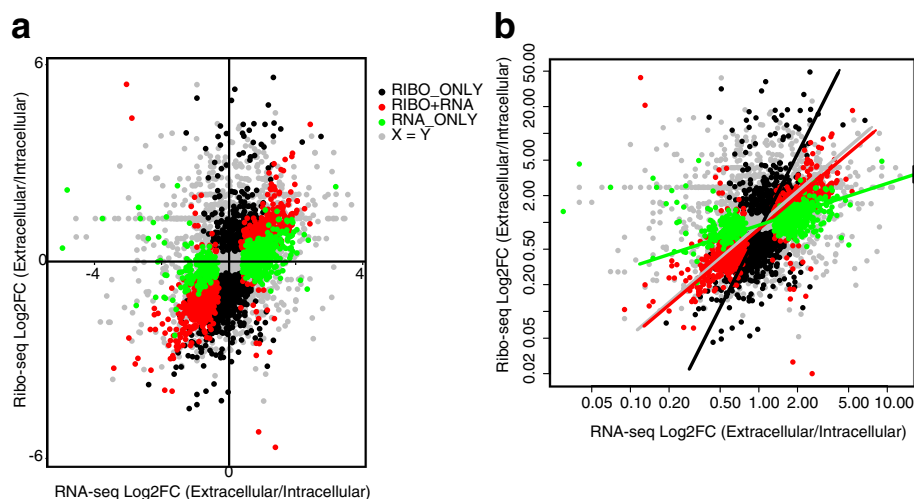 a
6
Ribo-seq Log2FC (Extracellular/Intracellular)
0
-6
-4
0
4
RNA-seq Log2FC (Extracellular/Intracellular)
RIBO_ONLY
RIBO+RNA
RNA_ONLY
X = Y
b
Ribo-seq Log2FC (Extracellular/Intracellular)
50.00
20.00
5.00
2.00
0.50
0.20
0.05
0.02
0.05
0.10
0.20
0.50
1.00
2.00
5.00
10.00
RNA-seq Log2FC (Extracellular/Intracellular)